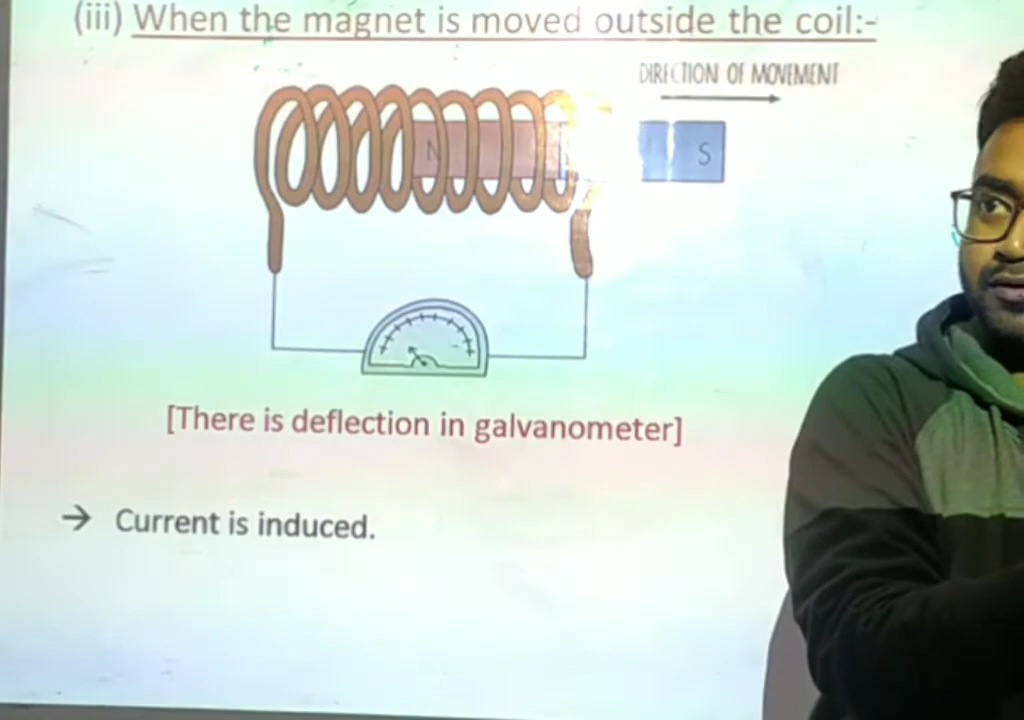 (iii) When the magnet is moved outside the coil:-
DIRECTION OF MOVEMENT
N
S
[There is deflection in galvanometer]
→ Current is induced.